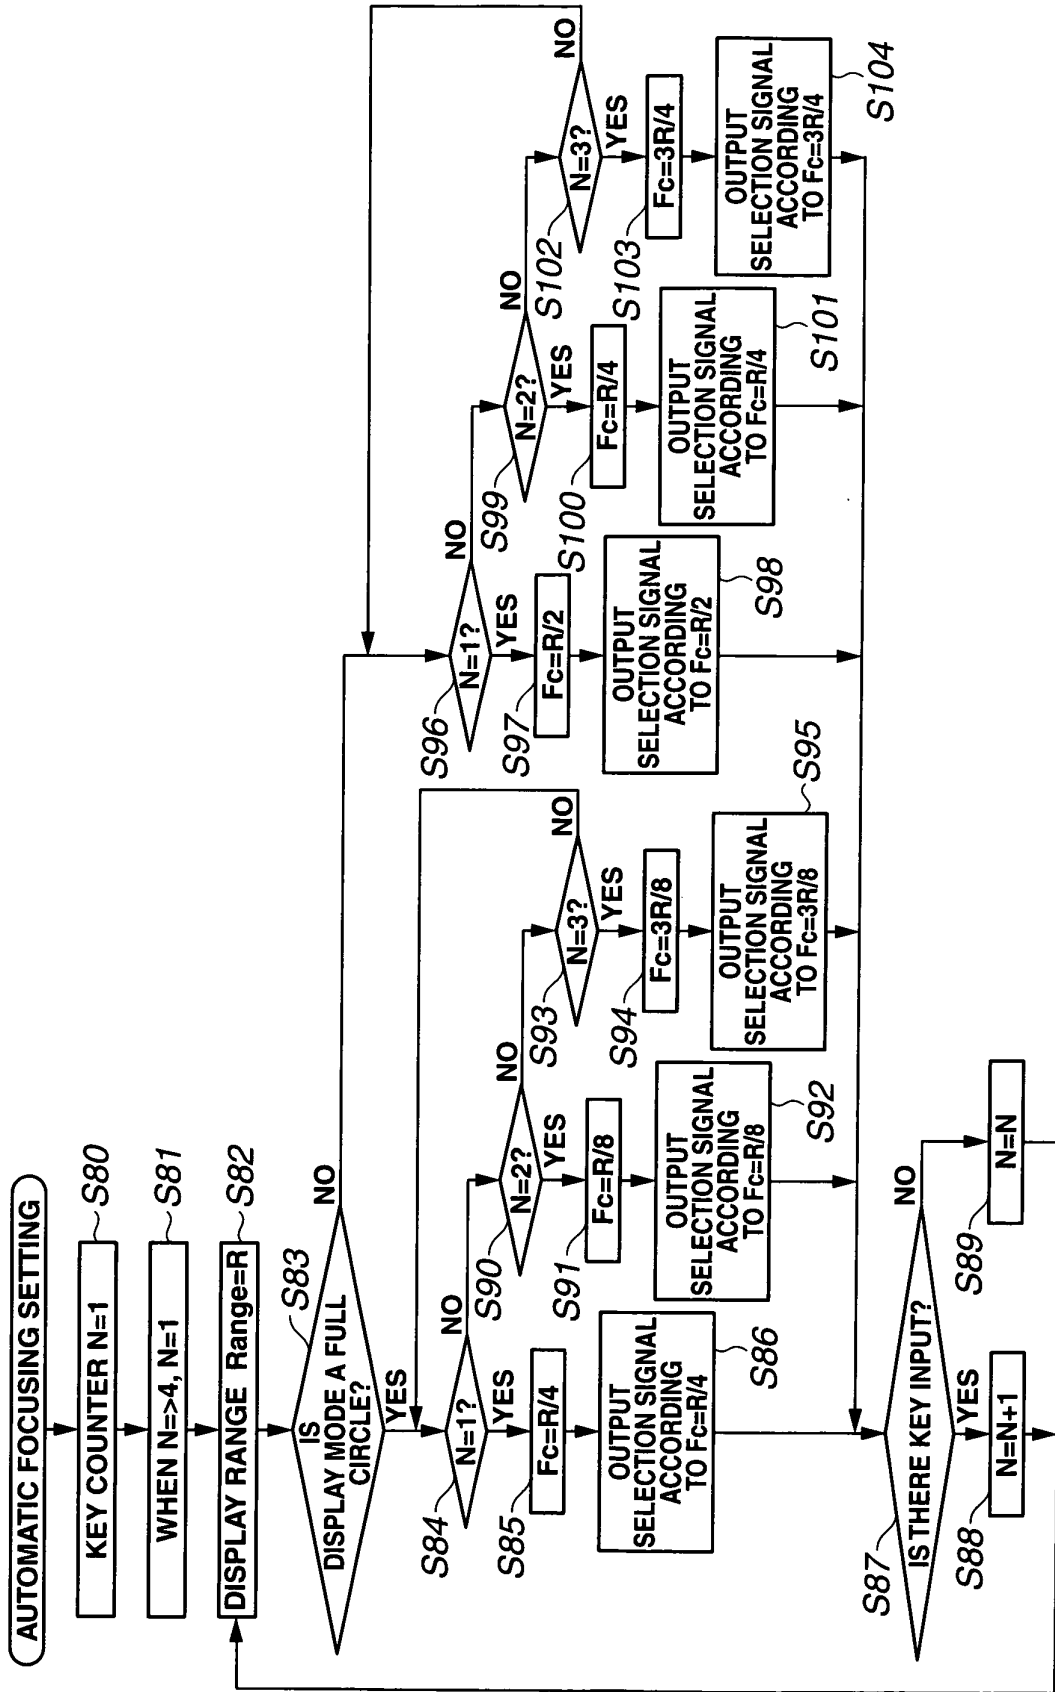 AUTOMATIC FOCUSING SETTING
KEY COUNTER N=1
S80
WHEN N=>4, N=1
S81
DISPLAY RANGE Range=R
S82
IS
DISPLAY MODE A FULL
CIRCLE?
S83
NO
YES
N=1?
S84
NO
YES
Fc=R/4
S85
OUTPUT
SELECTION SIGNAL
ACCORDING
TO Fc=R/4
S86
N=2?
S90
NO
YES
Fc=R/8
S91
OUTPUT
SELECTION SIGNAL
ACCORDING
TO Fc=R/8
S92
N=3?
S93
NO
YES
Fc=3R/8
S94
OUTPUT
SELECTION SIGNAL
ACCORDING
TO Fc=3R/8
S95
N=1?
S96
NO
YES
Fc=R/2
S97
OUTPUT
SELECTION SIGNAL
ACCORDING
TO Fc=R/2
S98
N=2?
S99
NO
YES
Fc=R/4
S100
OUTPUT
SELECTION SIGNAL
ACCORDING
TO Fc=R/4
S101
N=3?
S102
NO
YES
Fc=3R/4
S103
OUTPUT
SELECTION SIGNAL
ACCORDING
TO Fc=3R/4
S104
IS THERE KEY INPUT?
S87
NO
YES
N=N+1
S88
N=N
S89